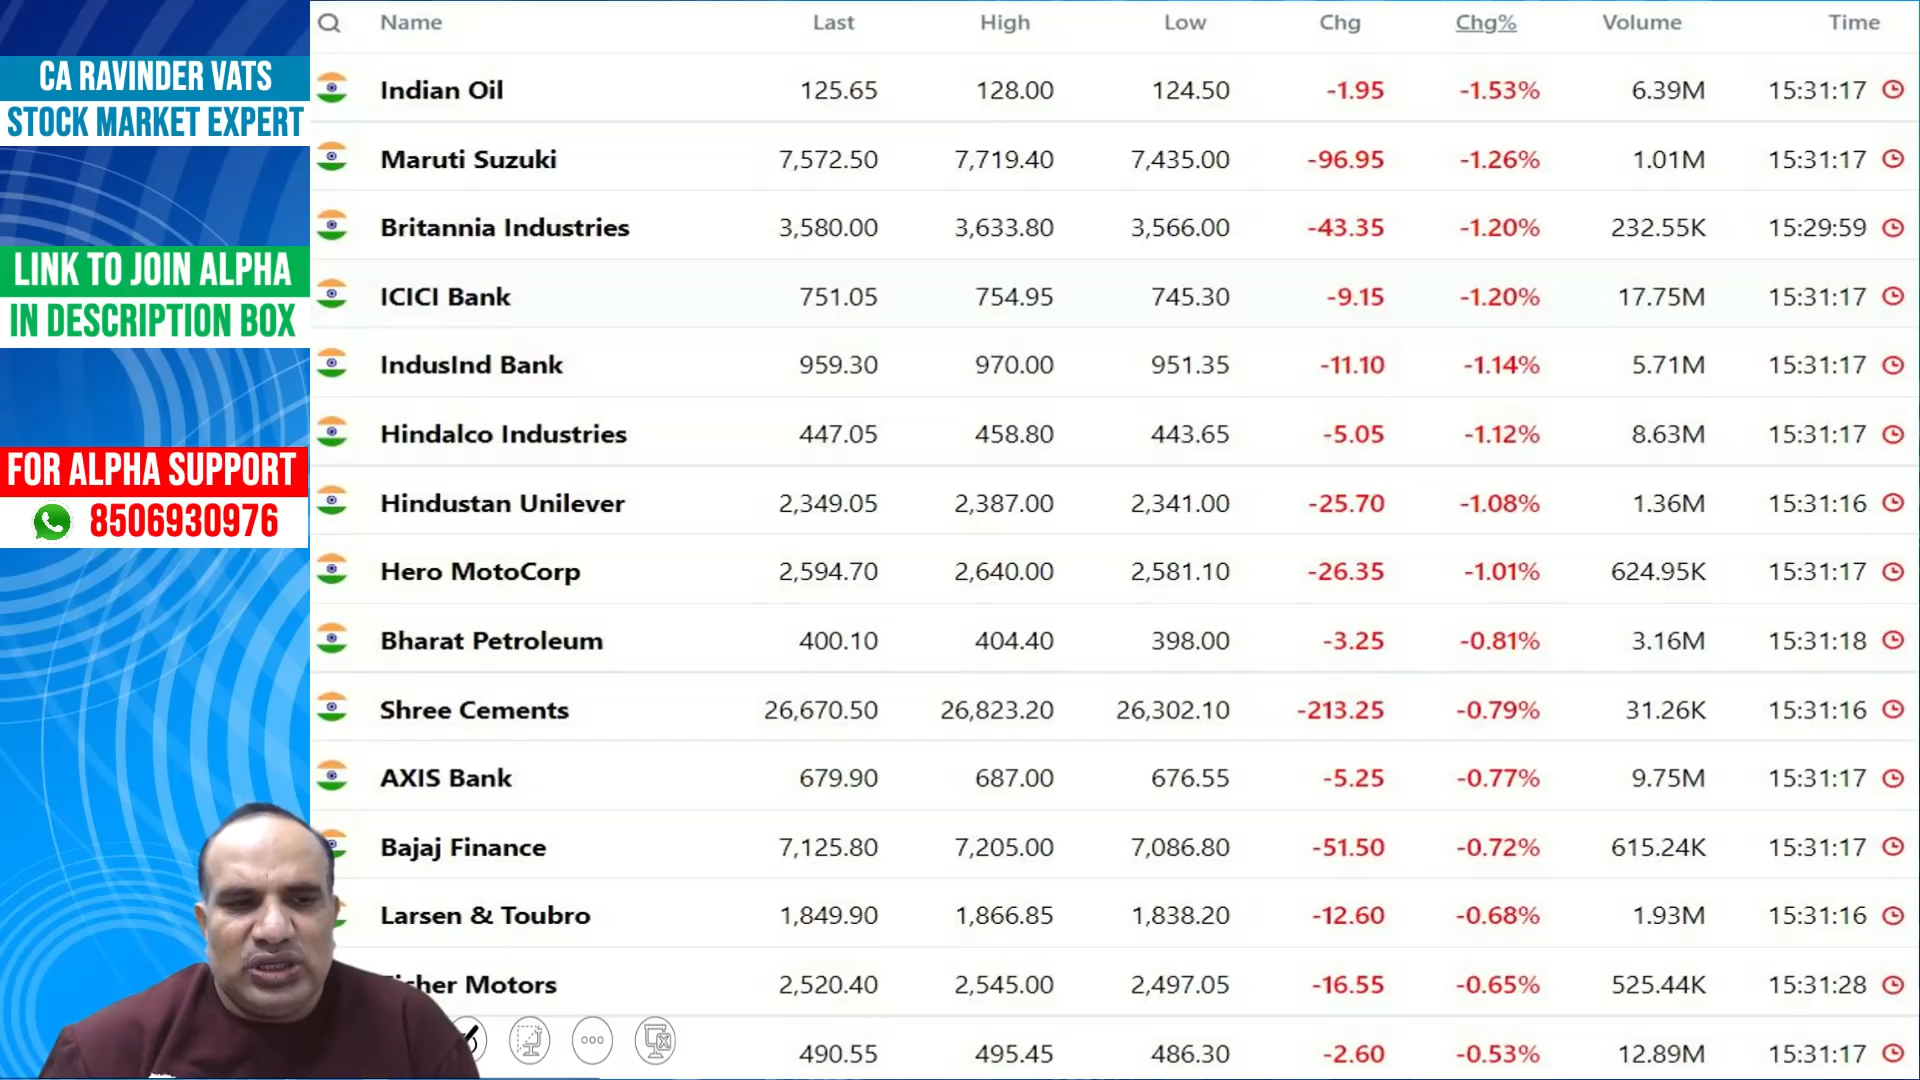 CA RAVINDER VATS
STOCK MARKET EXPERT
LINK TO JOIN ALPHA
IN DESCRIPTION BOX
FOR ALPHA SUPPORT
8506930976
Name Last High Low Chg Chg% Volume Time
Indian Oil 125.65 128.00 124.50 -1.95 -1.53% 6.39M 15:31:17
Maruti Suzuki 7,572.50 7,719.40 7,435.00 -96.95 -1.26% 1.01M 15:31:17
Britannia Industries 3,580.00 3,633.80 3,566.00 -43.35 -1.20% 232.55K 15:29:59
ICICI Bank 751.05 754.95 745.30 -9.15 -1.20% 17.75M 15:31:17
IndusInd Bank 959.30 970.00 951.35 -11.10 -1.14% 5.71M 15:31:17
Hindalco Industries 447.05 458.80 443.65 -5.05 -1.12% 8.63M 15:31:17
Hindustan Unilever 2,349.05 2,387.00 2,341.00 -25.70 -1.08% 1.36M 15:31:16
Hero MotoCorp 2,594.70 2,640.00 2,581.10 -26.35 -1.01% 624.95K 15:31:17
Bharat Petroleum 400.10 404.40 398.00 -3.25 -0.81% 3.16M 15:31:18
Shree Cements 26,670.50 26,823.20 26,302.10 -213.25 -0.79% 31.26K 15:31:16
AXIS Bank 679.90 687.00 676.55 -5.25 -0.77% 9.75M 15:31:17
Bajaj Finance 7,125.80 7,205.00 7,086.80 -51.50 -0.72% 615.24K 15:31:17
Larsen & Toubro 1,849.90 1,866.85 1,838.20 -12.60 -0.68% 1.93M 15:31:16
Motors 2,520.40 2,545.00 2,497.05 -16.55 -0.65% 525.44K 15:31:28
490.55 495.45 486.30 -2.60 -0.53% 12.89M 15:31:17